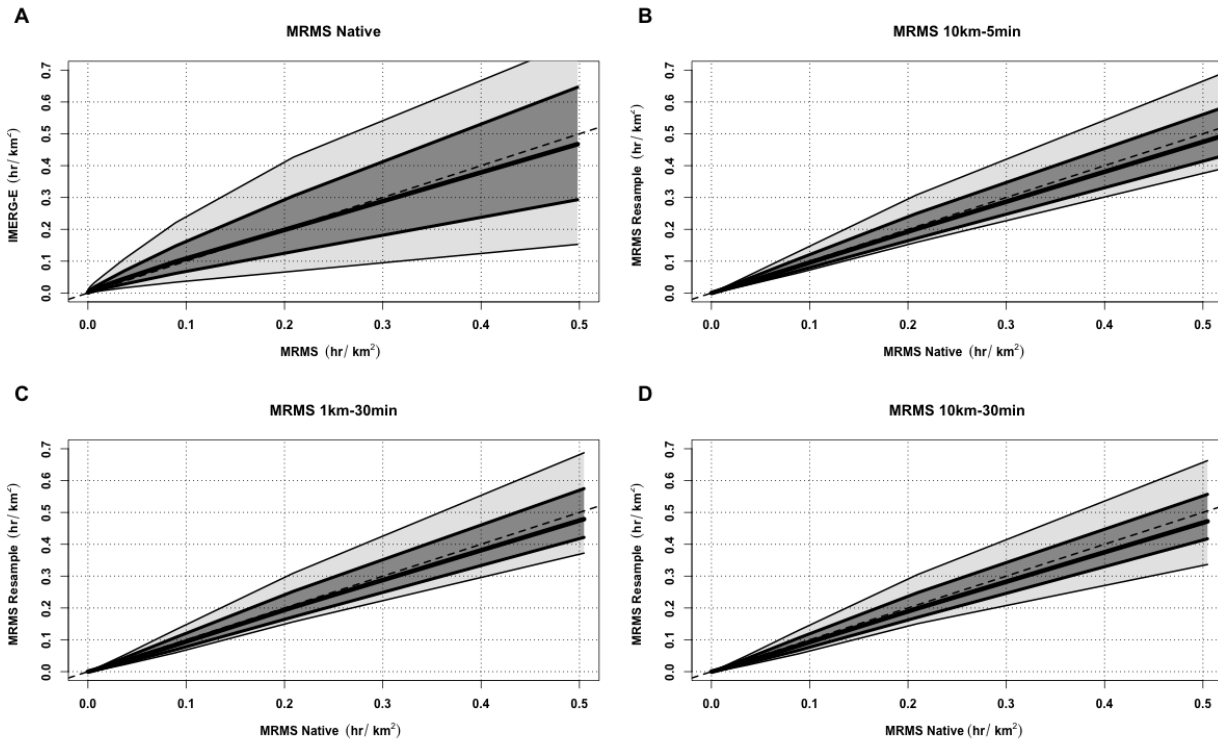 A
MRMS Native
IMERG-E (hr/ km²)
0.0 0.1 0.2 0.3 0.4 0.5 0.6 0.7
0.0 0.1 0.2 0.3 0.4 0.5
MRMS (hr/ km²)
B
MRMS 10km-5min
MRMS Resample (hr/ km²)
0.0 0.1 0.2 0.3 0.4 0.5 0.6 0.7
0.0 0.1 0.2 0.3 0.4 0.5
MRMS Native (hr/ km²)
C
MRMS 1km-30min
MRMS Resample (hr/ km²)
0.0 0.1 0.2 0.3 0.4 0.5 0.6 0.7
0.0 0.1 0.2 0.3 0.4 0.5
MRMS Native (hr/ km²)
D
MRMS 10km-30min
MRMS Resample (hr/ km²)
0.0 0.1 0.2 0.3 0.4 0.5 0.6 0.7
0.0 0.1 0.2 0.3 0.4 0.5
MRMS Native (hr/ km²)